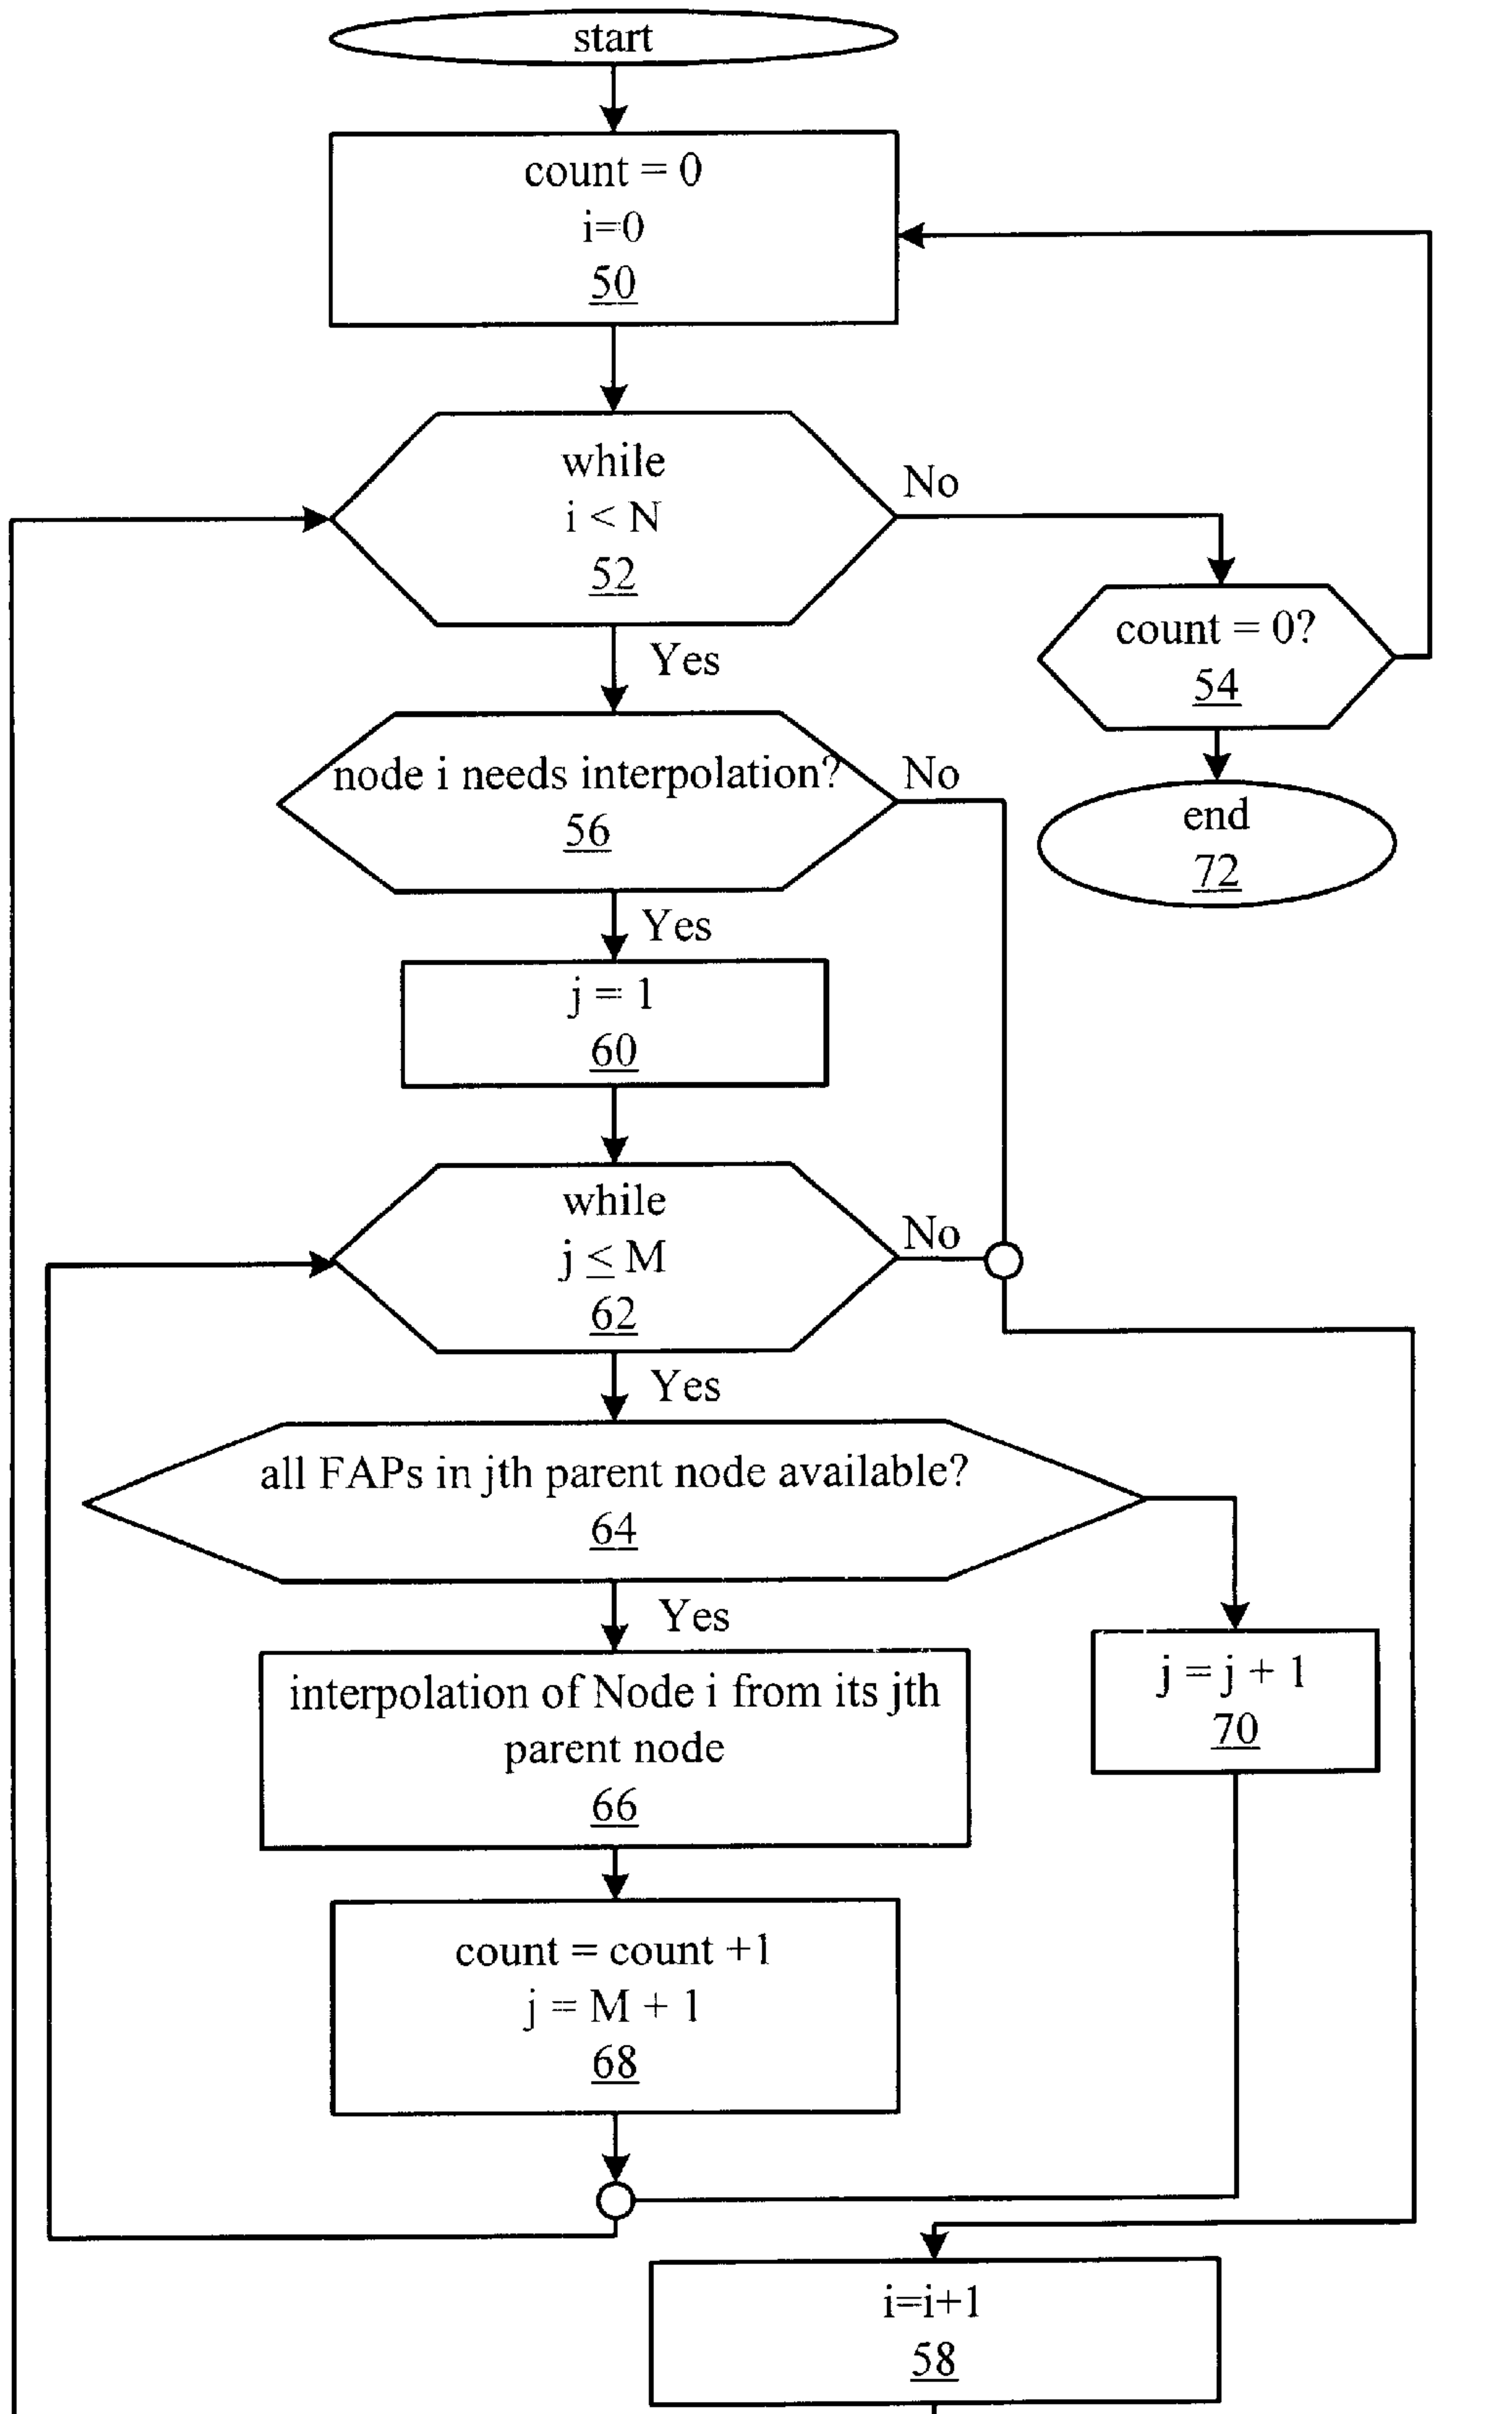 start
count = 0
i=0
50
while
i < N
52
No
Yes
count = 0?
54
end
72
node i needs interpolation?
56
No
Yes
j = 1
60
while
j ≤ M
62
No
Yes
all FAPs in jth parent node available?
64
Yes
j = j + 1
70
interpolation of Node i from its jth
parent node
66
count = count +1
j = M + 1
68
i=i+1
58